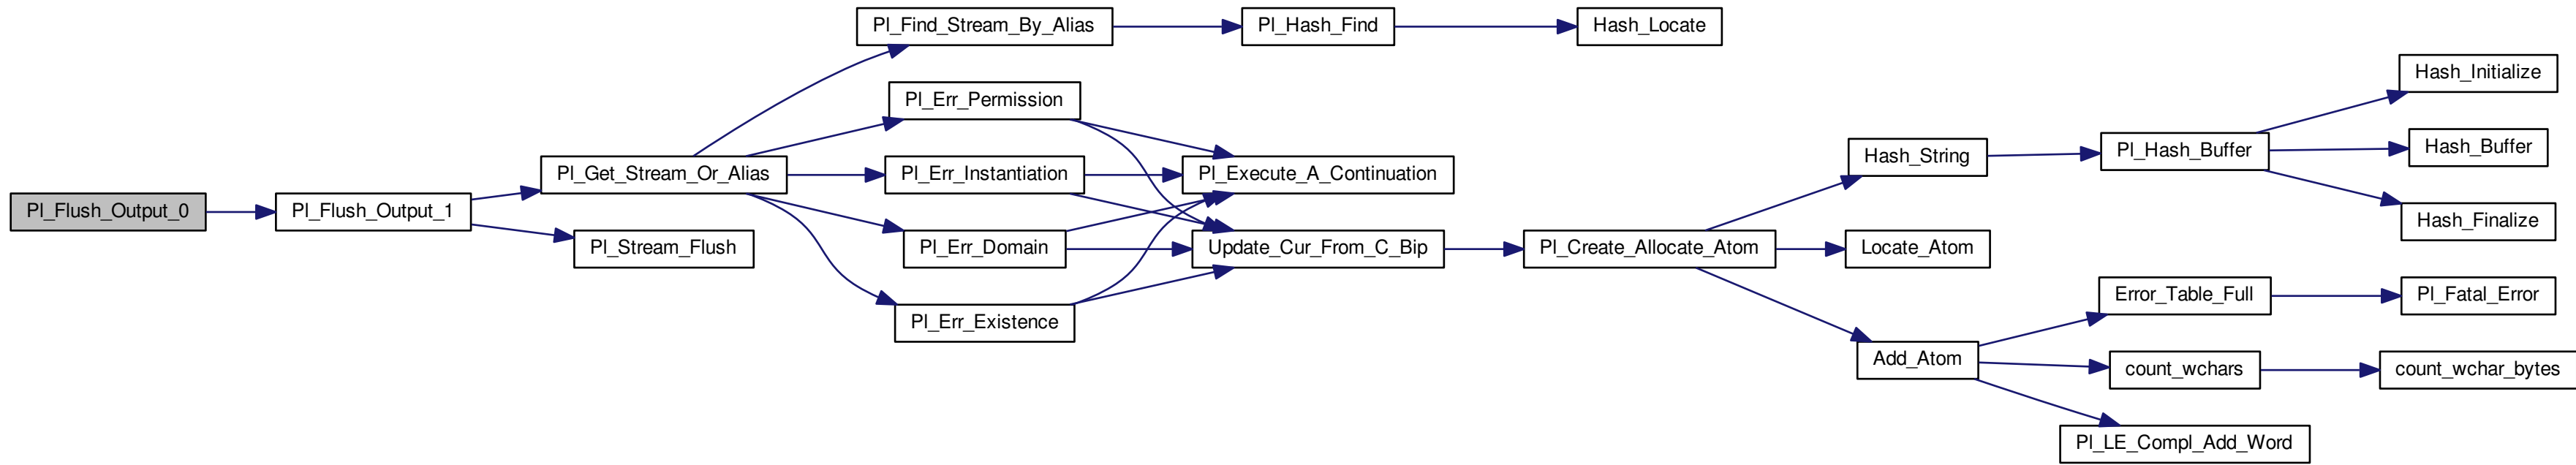 Pl_Flush_Output_0
Pl_Flush_Output_1
Pl_Get_Stream_Or_Alias
Pl_Stream_Flush
Pl_Find_Stream_By_Alias
Pl_Err_Permission
Pl_Err_Instantiation
Pl_Err_Domain
Pl_Err_Existence
Pl_Hash_Find
Pl_Execute_A_Continuation
Update_Cur_From_C_Bip
Hash_Locate
Pl_Create_Allocate_Atom
Hash_String
Locate_Atom
Add_Atom
Pl_Hash_Buffer
Error_Table_Full
count_wchars
Pl_LE_Compl_Add_Word
Hash_Initialize
Hash_Buffer
Hash_Finalize
Pl_Fatal_Error
count_wchar_bytes